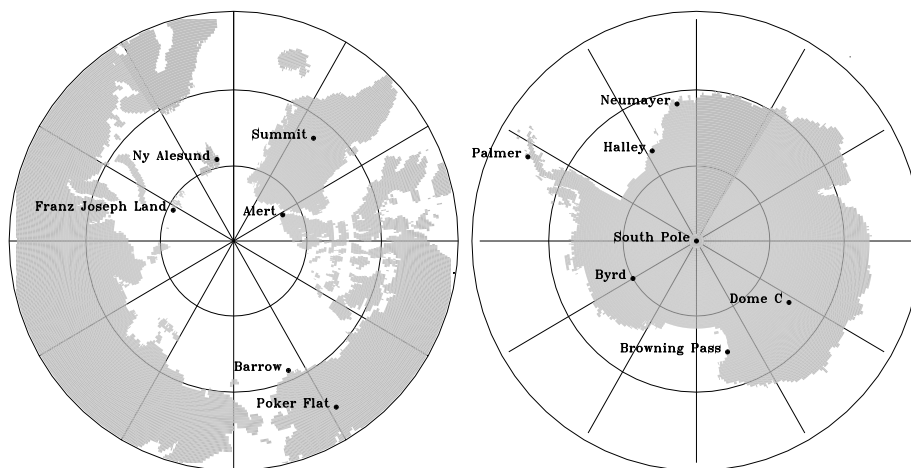 Summit
Ny Alesund
Franz Joseph Land
Alert
Barrow
Poker Flat
Neumayer
Halley
Palmer
South Pole
Byrd
Dome C
Browning Pass